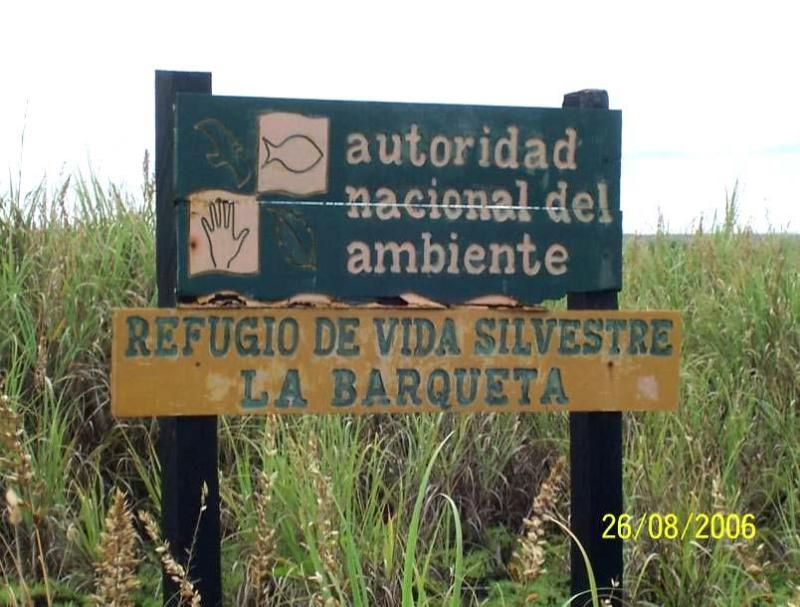 autoridad
nacional del
ambiente
REFUGIO DE VIDA SILVESTRE
LA BARQUETA
26/08/2006